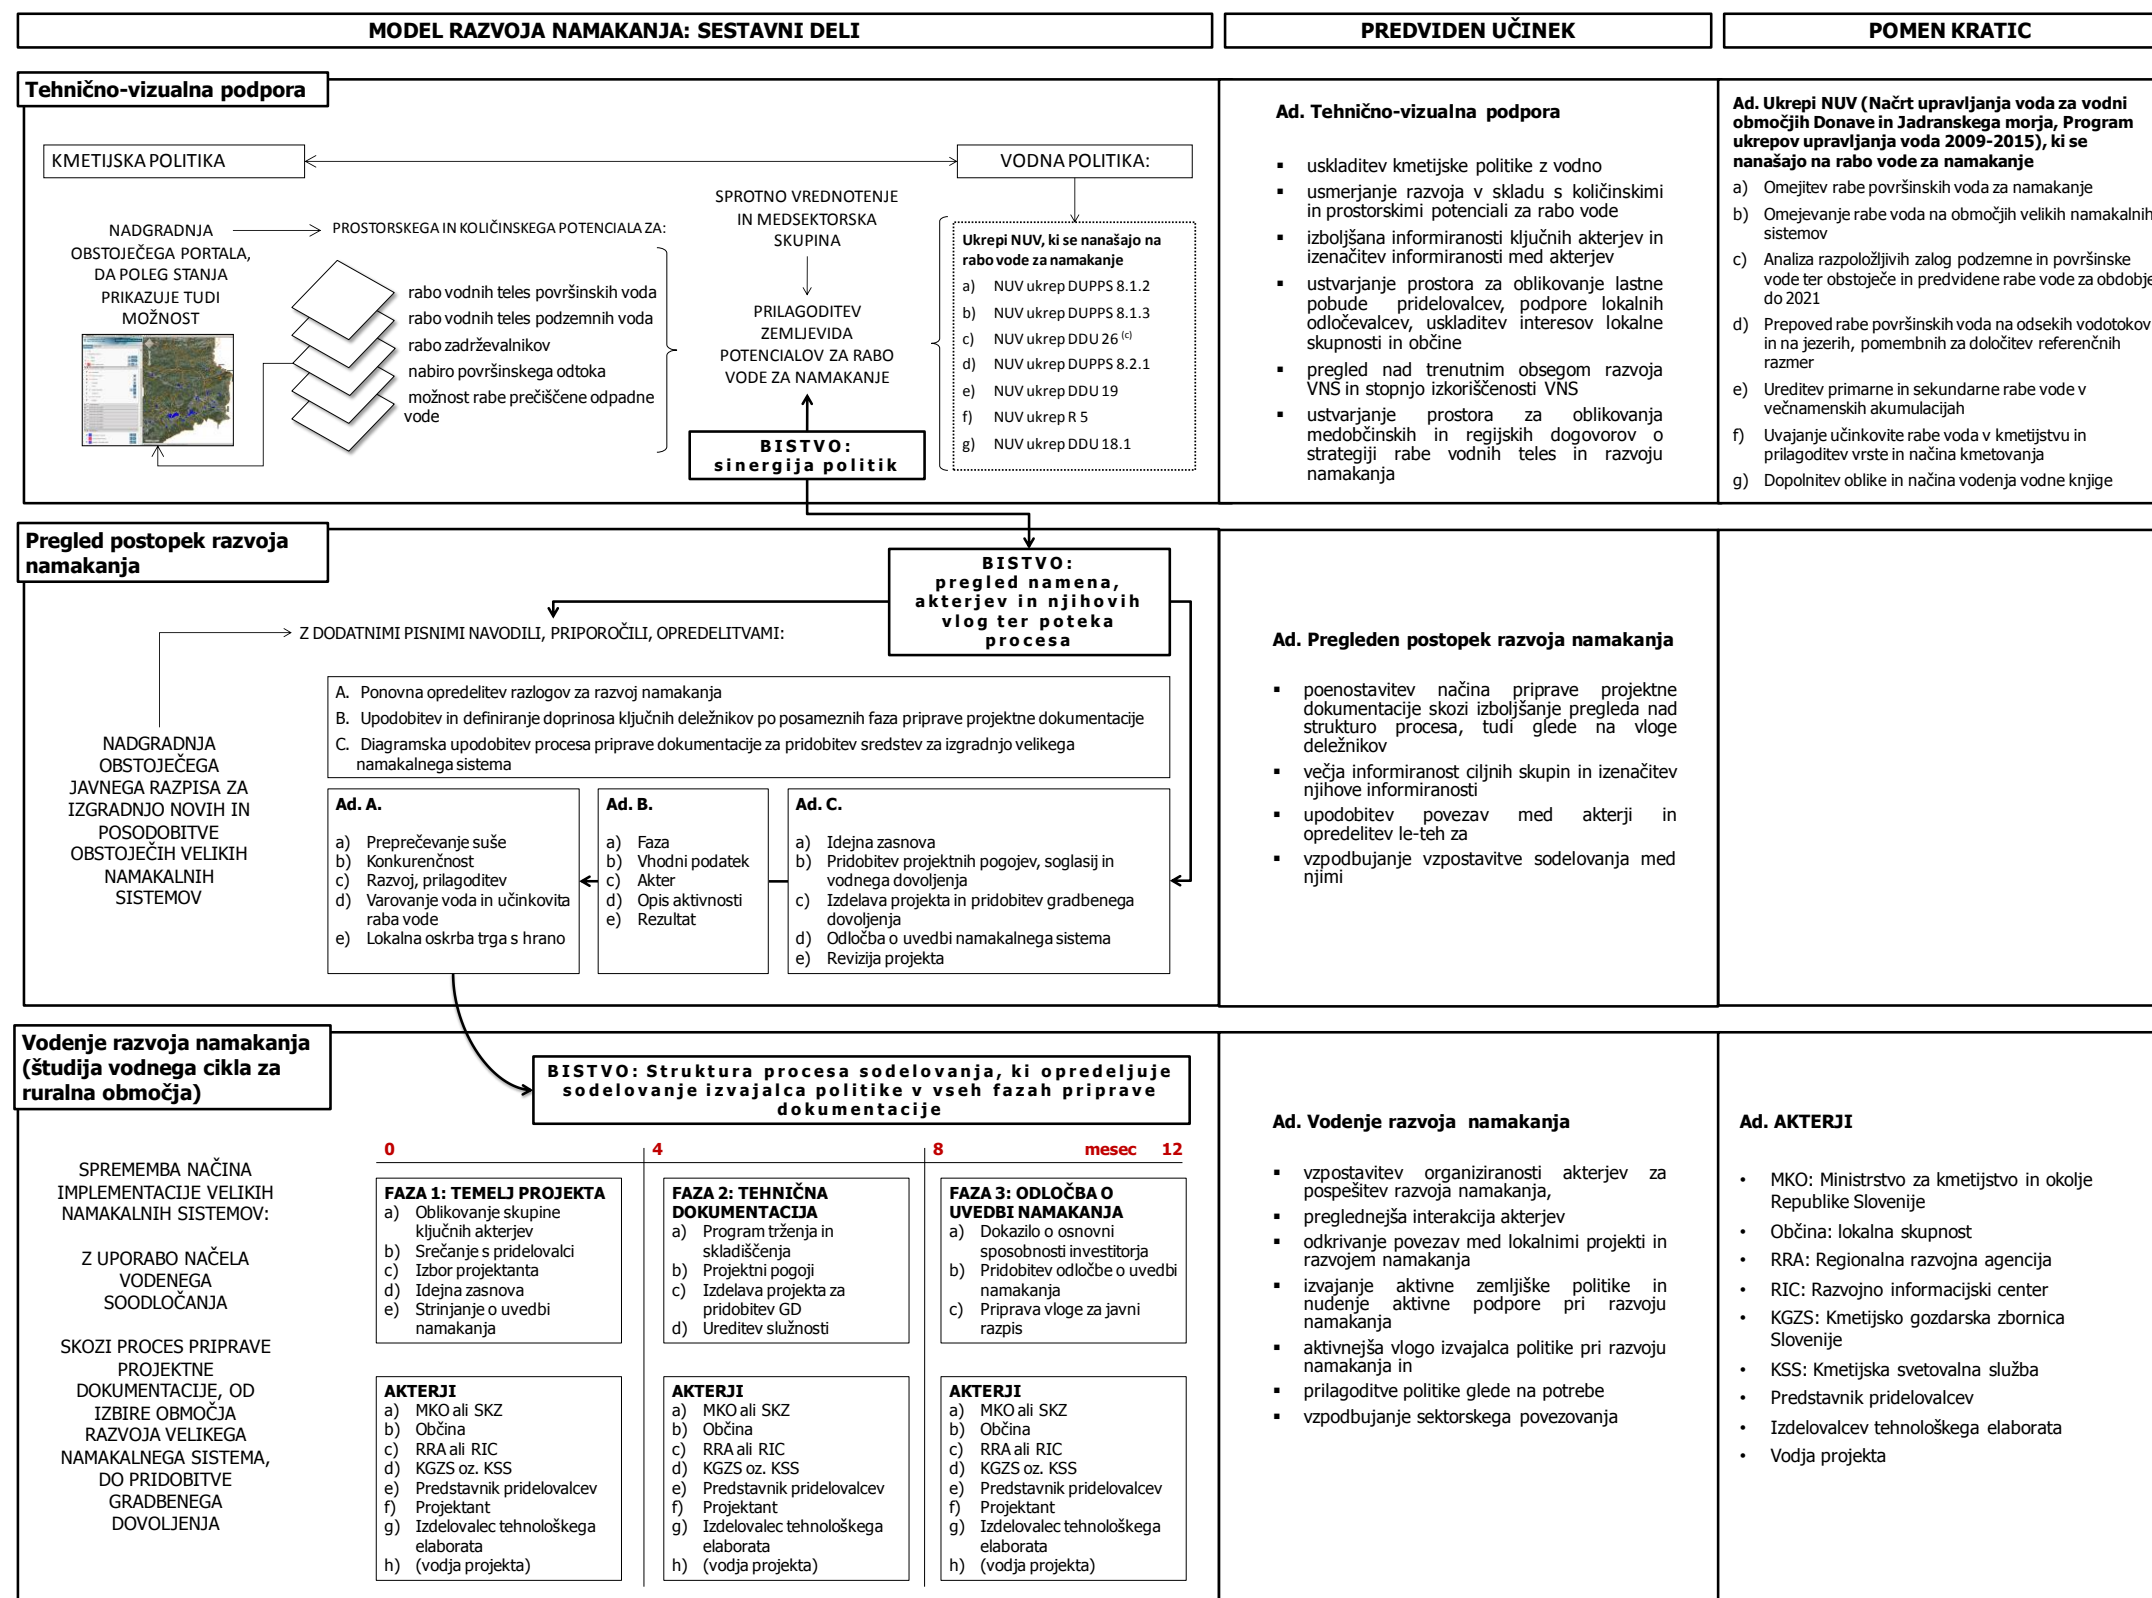 MODEL RAZVOJA NAMAKANJA: SESTAVNI DELI
PREDVIDEN UČINEK
POMEN KRATIC
Tehnično-vizualna podpora
KMETIJSKA POLITIKA
VODNA POLITIKA:
NADGRADNJA
OBSTOJEČEGA PORTALA,
DA POLEG STANJA
PRIKAZUJE TUDI
MOŽNOST
PROSTORSKEGA IN KOLIČINSKEGA POTENCIALA ZA:
rabo vodnih teles površinskih voda
rabo vodnih teles podzemnih voda
rabo zadrževalnikov
nabiro površinskega odtoka
možnost rabe prečiščene odpadne
vode
SPROTNO VREDNOTENJE
IN MEDSEKTORSKA
SKUPINA
PRILAGODITEV
ZEMLJEVIDA
POTENCIALOV ZA RABO
VODE ZA NAMAKANJE
BISTVO:
sinergija politik
Ukrepi NUV, ki se nanašajo na
rabo vode za namakanje
a) NUV ukrep DUPPS 8.1.2
b) NUV ukrep DUPPS 8.1.3
c) NUV ukrep DDU 26 (c)
d) NUV ukrep DUPPS 8.2.1
e) NUV ukrep DDU 19
f) NUV ukrep R 5
g) NUV ukrep DDU 18.1
Ad. Tehnično-vizualna podpora
▪ uskladitev kmetijske politike z vodno
▪ usmerjanje razvoja v skladu s količinskimi
in prostorskimi potenciali za rabo vode
▪ izboljšana informiranosti ključnih akterjev in
izenačitev informiranosti med akterjev
▪ ustvarjanje prostora za oblikovanje lastne
pobude pridelovalcev, podpore lokalnih
odločevalcev, uskladitev interesov lokalne
skupnosti in občine
▪ pregled nad trenutnim obsegom razvoja
VNS in stopnjo izkoriščenosti VNS
▪ ustvarjanje prostora za oblikovanja
medobčinskih in regijskih dogovorov o
strategiji rabe vodnih teles in razvoju
namakanja
Ad. Ukrepi NUV (Načrt upravljanja voda za vodni
območjih Donave in Jadranskega morja, Program
ukrepov upravljanja voda 2009-2015), ki se
nanašajo na rabo vode za namakanje
a) Omejitev rabe površinskih voda za namakanje
b) Omejevanje rabe voda na območjih velikih namakalnih
sistemov
c) Analiza razpoložljivih zalog podzemne in površinske
vode ter obstoječe in predvidene rabe vode za obdobje
do 2021
d) Prepoved rabe površinskih voda na odsekih vodotokov
in na jezerih, pomembnih za določitev referenčnih
razmer
e) Ureditev primarne in sekundarne rabe vode v
večnamenskih akumulacijah
f) Uvajanje učinkovite rabe voda v kmetijstvu in
prilagoditev vrste in načina kmetovanja
g) Dopolnitev oblike in načina vodenja vodne knjige
Pregled postopek razvoja
namakanja
BISTVO:
pregled namena,
akterjev in njihovih
vlog ter poteka
procesa
Z DODATNIMI PISNIMI NAVODILI, PRIPOROČILI, OPREDELITVAMI:
NADGRADNJA
OBSTOJEČEGA
JAVNEGA RAZPISA ZA
IZGRADNJO NOVIH IN
POSODOBITVE
OBSTOJEČIH VELIKIH
NAMAKALNIH
SISTEMOV
A. Ponovna opredelitev razlogov za razvoj namakanja
B. Upodobitev in definiranje doprinosa ključnih deležnikov po posameznih faza priprave projektne dokumentacije
C. Diagramska upodobitev procesa priprave dokumentacije za pridobitev sredstev za izgradnjo velikega
namakalnega sistema
Ad. A.
a) Preprečevanje suše
b) Konkurenčnost
c) Razvoj, prilagoditev
d) Varovanje voda in učinkovita
raba vode
e) Lokalna oskrba trga s hrano
Ad. B.
a) Faza
b) Vhodni podatek
c) Akter
d) Opis aktivnosti
e) Rezultat
Ad. C.
a) Idejna zasnova
b) Pridobitev projektnih pogojev, soglasij in
vodnega dovoljenja
c) Izdelava projekta in pridobitev gradbenega
dovoljenja
d) Odločba o uvedbi namakalnega sistema
e) Revizija projekta
Ad. Pregleden postopek razvoja namakanja
▪ poenostavitev načina priprave projektne
dokumentacije skozi izboljšanje pregleda nad
strukturo procesa, tudi glede na vloge
deležnikov
▪ večja informiranost ciljnih skupin in izenačitev
njihove informiranosti
▪ upodobitev povezav med akterji in
opredelitev le-teh za
▪ vzpodbujanje vzpostavitve sodelovanja med
njimi
Vodenje razvoja namakanja
(študija vodnega cikla za
ruralna območja)
BISTVO: Struktura procesa sodelovanja, ki opredeljuje
sodelovanje izvajalca politike v vseh fazah priprave
dokumentacije
SPREMEMBA NAČINA
IMPLEMENTACIJE VELIKIH
NAMAKALNIH SISTEMOV:
Z UPORABO NAČELA
VODENEGA
SOODLOČANJA
SKOZI PROCES PRIPRAVE
PROJEKTNE
DOKUMENTACIJE, OD
IZBIRE OBMOČJA
RAZVOJA VELIKEGA
NAMAKALNEGA SISTEMA,
DO PRIDOBITVE
GRADBENEGA
DOVOLJENJA
0 4 8 mesec 12
FAZA 1: TEMELJ PROJEKTA
a) Oblikovanje skupine
ključnih akterjev
b) Srečanje s pridelovalci
c) Izbor projektanta
d) Idejna zasnova
e) Strinjanje o uvedbi
namakanja
FAZA 2: TEHNIČNA
DOKUMENTACIJA
a) Program trženja in
skladiščenja
b) Projektni pogoji
c) Izdelava projekta za
pridobitev GD
d) Ureditev služnosti
FAZA 3: ODLOČBA O
UVEDBI NAMAKANJA
a) Dokazilo o osnovni
sposobnosti investitorja
b) Pridobitev odločbe o uvedbi
namakanja
c) Priprava vloge za javni
razpis
AKTERJI
a) MKO ali SKZ
b) Občina
c) RRA ali RIC
d) KGZS oz. KSS
e) Predstavnik pridelovalcev
f) Projektant
g) Izdelovalec tehnološkega
elaborata
h) (vodja projekta)
AKTERJI
a) MKO ali SKZ
b) Občina
c) RRA ali RIC
d) KGZS oz. KSS
e) Predstavnik pridelovalcev
f) Projektant
g) Izdelovalec tehnološkega
elaborata
h) (vodja projekta)
AKTERJI
a) MKO ali SKZ
b) Občina
c) RRA ali RIC
d) KGZS oz. KSS
e) Predstavnik pridelovalcev
f) Projektant
g) Izdelovalec tehnološkega
elaborata
h) (vodja projekta)
Ad. Vodenje razvoja namakanja
▪ vzpostavitev organiziranosti akterjev za
pospešitev razvoja namakanja,
▪ preglednejša interakcija akterjev
▪ odkrivanje povezav med lokalnimi projekti in
razvojem namakanja
▪ izvajanje aktivne zemljiške politike in
nudenje aktivne podpore pri razvoju
namakanja
▪ aktivnejša vlogo izvajalca politike pri razvoju
namakanja in
▪ prilagoditve politike glede na potrebe
▪ vzpodbujanje sektorskega povezovanja
Ad. AKTERJI
• MKO: Ministrstvo za kmetijstvo in okolje
Republike Slovenije
• Občina: lokalna skupnost
• RRA: Regionalna razvojna agencija
• RIC: Razvojno informacijski center
• KGZS: Kmetijsko gozdarska zbornica
Slovenije
• KSS: Kmetijska svetovalna služba
• Predstavnik pridelovalcev
• Izdelovalcev tehnološkega elaborata
• Vodja projekta